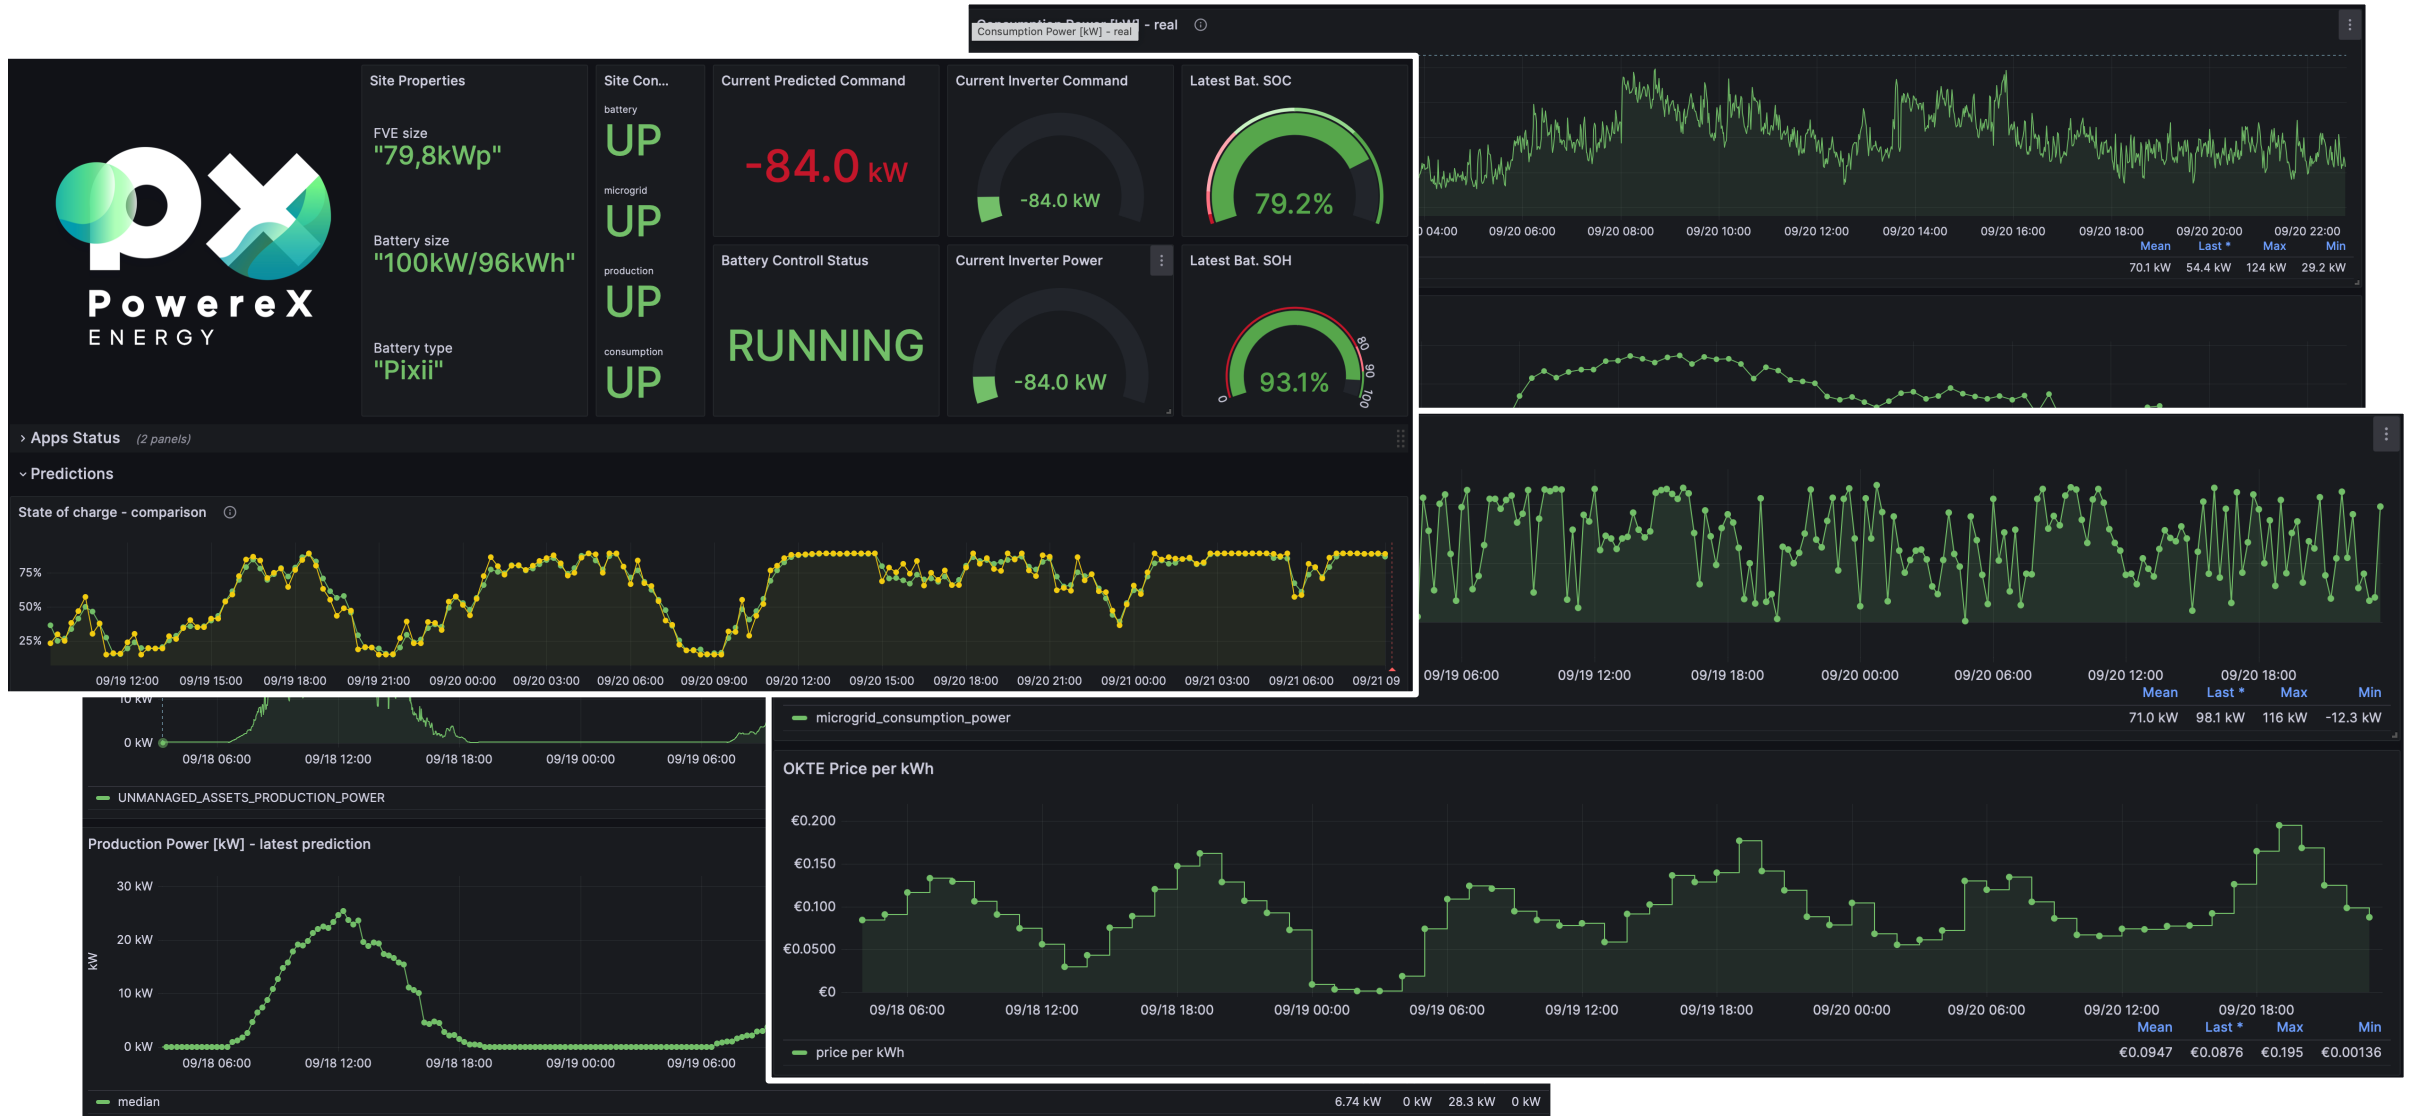 Consumption Power [kW] - real
- real
04:00 09/20 06:00 09/20 08:00 09/20 10:00 09/20 12:00 09/20 14:00 09/20 16:00 09/20 18:00 09/20 20:00 09/20 22:00
Mean Last * Max Min
70.1 kW 54.4 kW 124 kW 29.2 kW
px
PowereX
ENERGY
Site Properties
FVE size
"79,8kWp"
Battery size
"100kW/96kWh"
Battery type
"Pixii"
Site Con...
battery
UP
microgrid
UP
production
UP
consumption
UP
Current Predicted Command
-84.0 kW
Battery Controll Status
RUNNING
Current Inverter Command
-84.0 kW
Current Inverter Power
-84.0 kW
Latest Bat. SOC
79.2%
Latest Bat. SOH
93.1%
0 80 90 100
Apps Status (2 panels)
Predictions
State of charge - comparison
75%
50%
25%
09/19 12:00 09/19 15:00 09/19 18:00 09/19 21:00 09/20 00:00 09/20 03:00 09/20 06:00 09/20 09:00 09/20 12:00 09/20 15:00 09/20 18:00 09/20 21:00 09/21 00:00 09/21 03:00 09/21 06:00 09/21 09
09/19 06:00 09/19 12:00 09/19 18:00 09/20 00:00 09/20 06:00 09/20 12:00 09/20 18:00
Mean Last * Max Min
microgrid_consumption_power 71.0 kW 98.1 kW 116 kW -12.3 kW
10 kW
0 kW
09/18 06:00 09/18 12:00 09/18 18:00 09/19 00:00 09/19 06:00
UNMANAGED_ASSETS_PRODUCTION_POWER
Production Power [kW] - latest prediction
kW
30 kW
20 kW
10 kW
0 kW
09/18 06:00 09/18 12:00 09/18 18:00 09/19 00:00 09/19 06:00
median 6.74 kW 0 kW 28.3 kW 0 kW
OKTE Price per kWh
€0.200
€0.150
€0.100
€0.0500
€0
09/18 06:00 09/18 12:00 09/18 18:00 09/19 00:00 09/19 06:00 09/19 12:00 09/19 18:00 09/20 00:00 09/20 06:00 09/20 12:00 09/20 18:00
Mean Last * Max Min
price per kWh €0.0947 €0.0876 €0.195 €0.00136